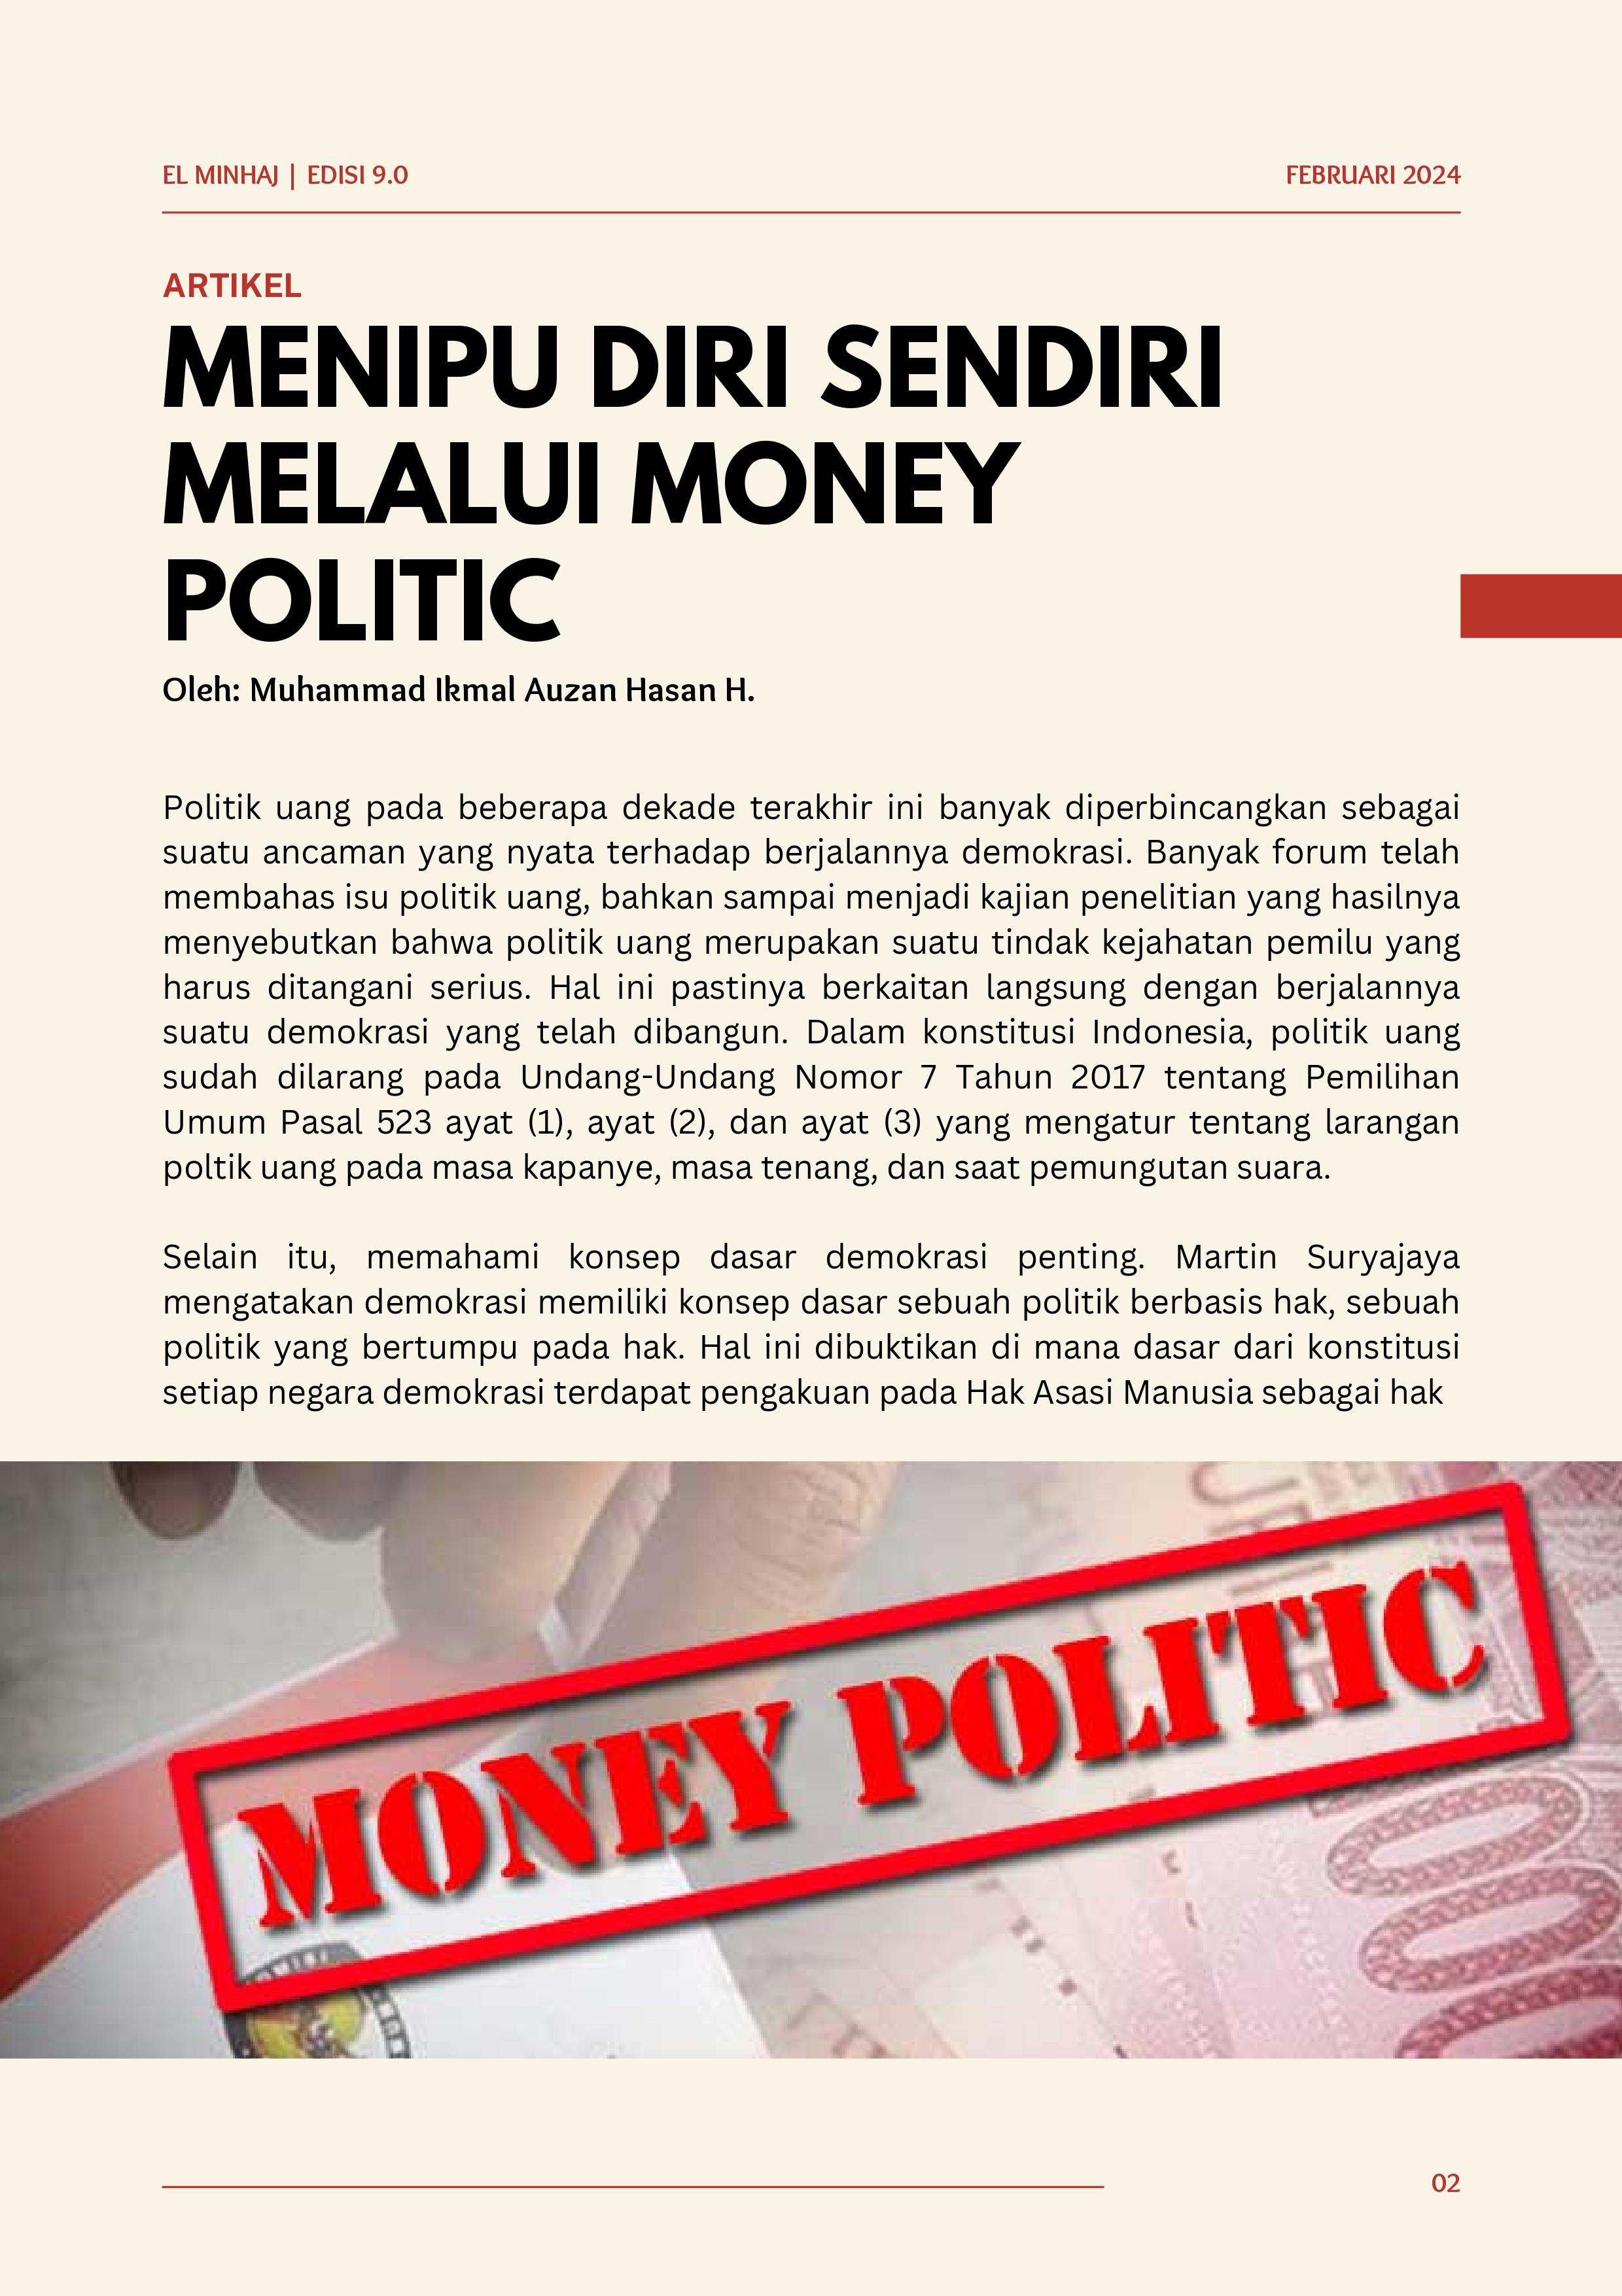 EL MINHAJ | EDISI 9.0
FEBRUARI 2024
ARTIKEL
MENIPU DIRI SENDIRI
MELALUI MONEY
POLITIC
Oleh: Muhammad Ikmal Auzan Hasan H.
Politik uang pada beberapa dekade terakhir ini banyak diperbincangkan sebagai
suatu ancaman yang nyata terhadap berjalannya demokrasi. Banyak forum telah
membahas isu politik uang, bahkan sampai menjadi kajian penelitian yang hasilnya
menyebutkan bahwa politik uang merupakan suatu tindak kejahatan pemilu yang
harus ditangani serius. Hal ini pastinya berkaitan langsung dengan berjalannya
suatu demokrasi yang telah dibangun. Dalam konstitusi Indonesia, politik uang
sudah dilarang pada Undang-Undang Nomor 7 Tahun 2017 tentang Pemilihan
Umum Pasal 523 ayat (1), ayat (2), dan ayat (3) yang mengatur tentang larangan
poltik uang pada masa kapanye, masa tenang, dan saat pemungutan suara.
Selain itu, memahami konsep dasar demokrasi penting. Martin Suryajaya
mengatakan demokrasi memiliki konsep dasar sebuah politik berbasis hak, sebuah
politik yang bertumpu pada hak. Hal ini dibuktikan di mana dasar dari konstitusi
setiap negara demokrasi terdapat pengakuan pada Hak Asasi Manusia sebagai hak
MONEY POLITIC
02